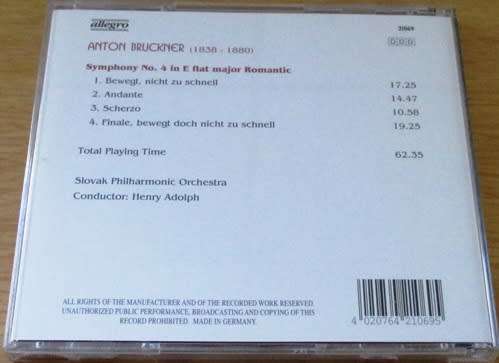 allegro
21069
ANTON BRUCKNER (1838 - 1880)
DDD
Symphony No. 4 in E flat major Romantic
1. Bewegt, nicht zu schnell 17.25
2. Andante 14.47
3. Scherzo 10.58
4. Finale, bewegt doch nicht zu schnell 19.25
Total Playing Time 62.35
Slovak Philharmonic Orchestra
Conductor: Henry Adolph
ALL RIGHTS OF THE MANUFACTURER AND OF THE RECORDED WORK RESERVED.
UNAUTHORIZED PUBLIC PERFORMANCE, BROADCASTING AND COPYING OF THIS
RECORD PROHIBITED. MADE IN GERMANY.
4 020764 210695